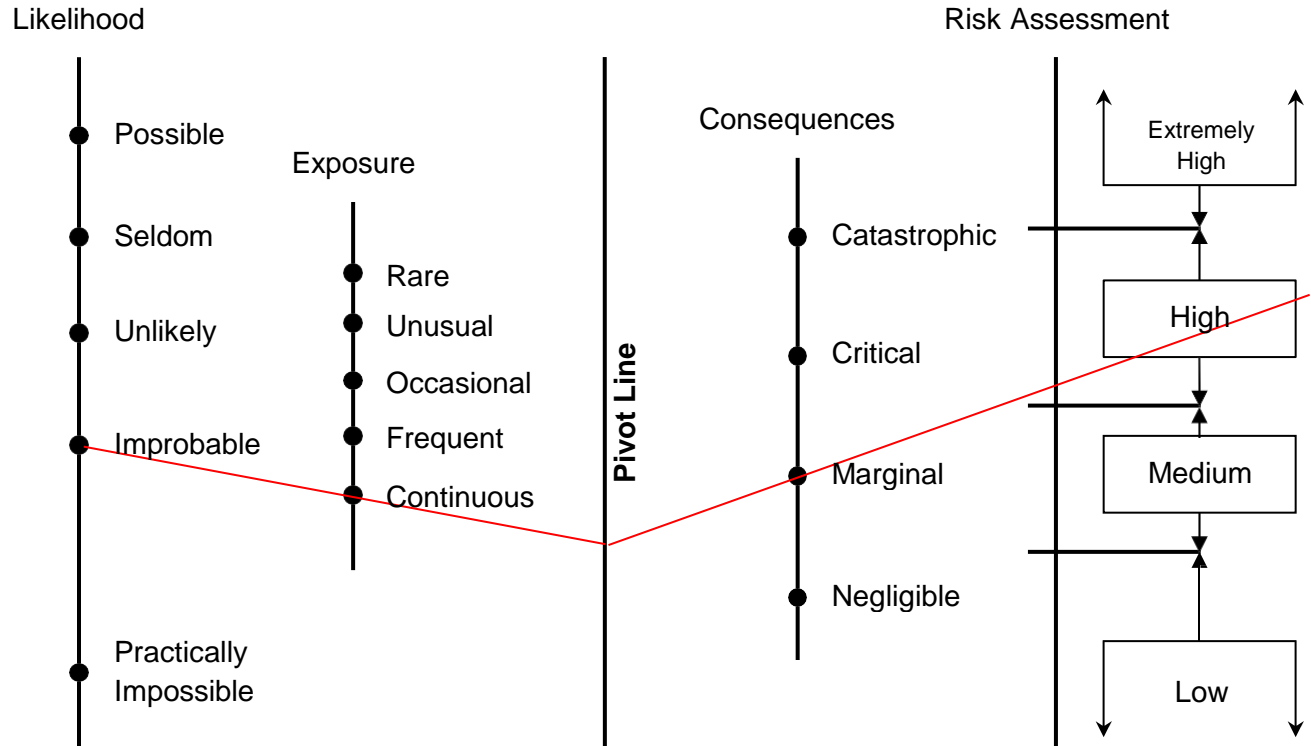 Likelihood
Possible
Seldom
Unlikely
Improbable
Practically
Impossible
Exposure
Rare
Unusual
Occasional
Frequent
Continuous
Pivot Line
Consequences
Catastrophic
Critical
Marginal
Negligible
Risk Assessment
Extremely
High
High
Medium
Low